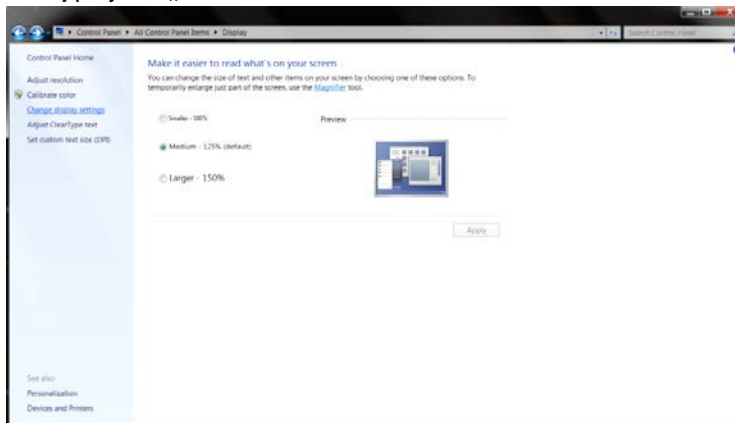 Control Panel ▸ All Control Panel Items ▸ Display
Search Control Panel
Control Panel Home
Adjust resolution
Calibrate color
Change display settings
Adjust ClearType text
Set custom text size (DPI)
Make it easier to read what's on your screen
You can change the size of text and other items on your screen by choosing one of these options. To
temporarily enlarge just part of the screen, use the Magnifier tool.
Smaller - 100%
Preview
Medium - 125% (default)
Larger - 150%
Apply
See also
Personalization
Devices and Printers